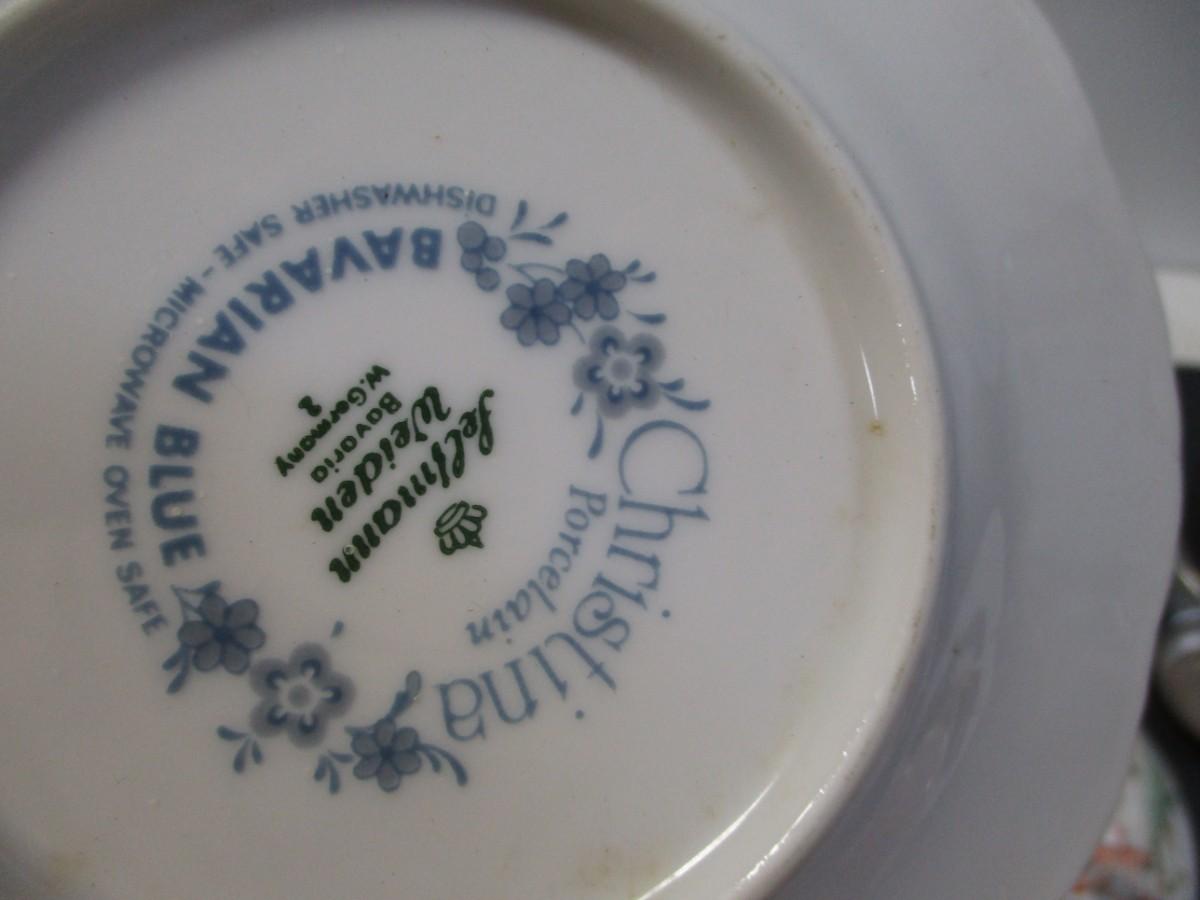 Christina
Porcelain
Seltmann
Weiden
Bavaria
W.Germany
BAVARIAN BLUE
DISHWASHER SAFE - MICROWAVE OVEN SAFE